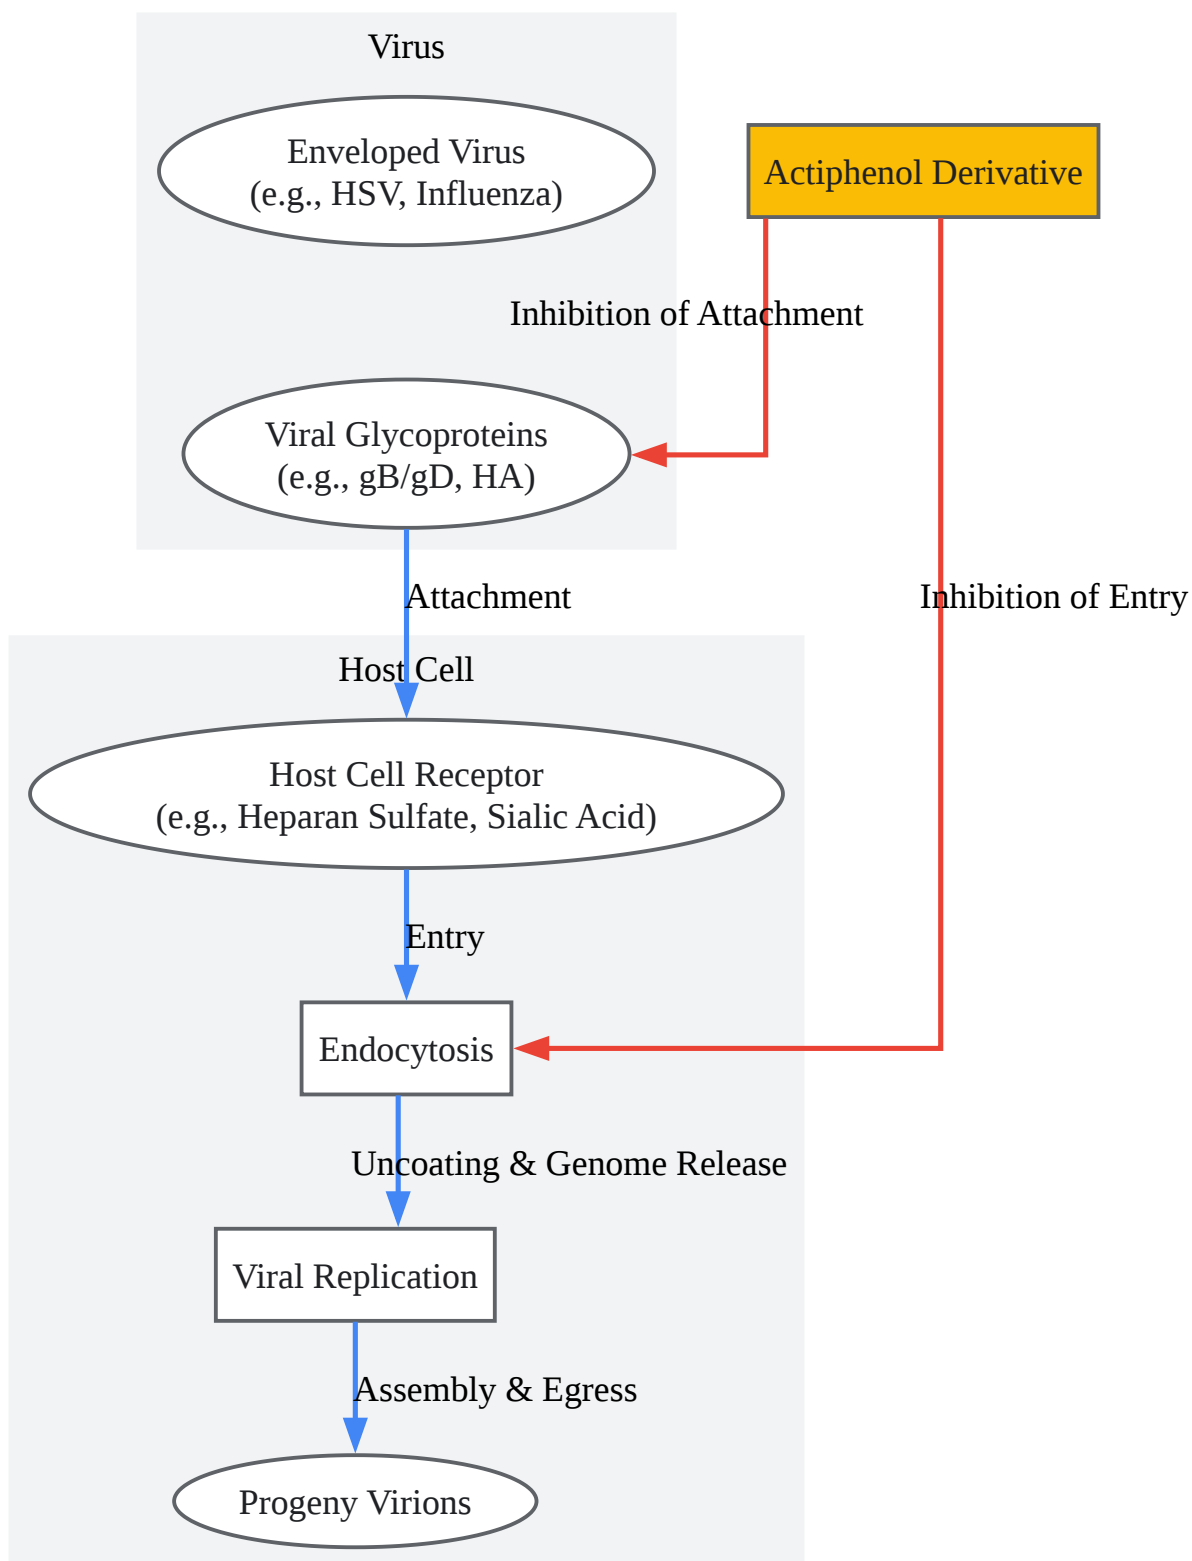 Virus
Enveloped Virus
(e.g., HSV, Influenza)
Actiphenol Derivative
Inhibition of Attachment
Viral Glycoproteins
(e.g., gB/gD, HA)
Attachment
Inhibition of Entry
Host Cell
Host Cell Receptor
(e.g., Heparan Sulfate, Sialic Acid)
Entry
Endocytosis
Uncoating & Genome Release
Viral Replication
Assembly & Egress
Progeny Virions